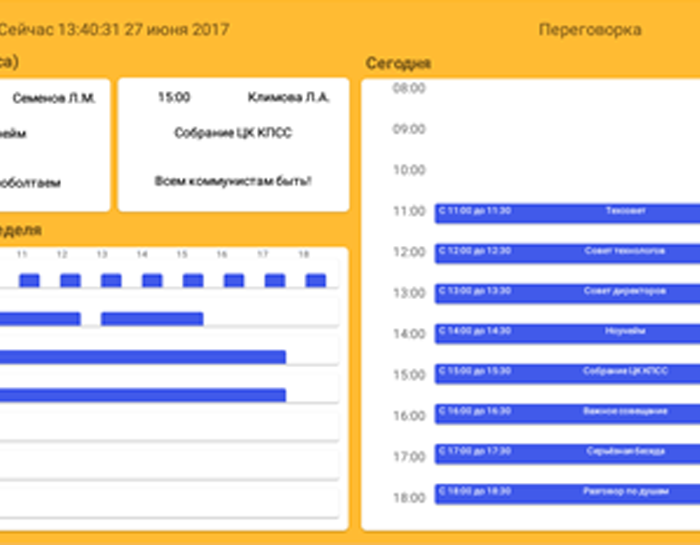 Сейчас 13:40:31 27 июня 2017
Переговорка
са)
Семенов Л.М.
нейм
оболтаем
15:00 Климова Л.А.
Собрание ЦК КПСС
Всем коммунистам быть!
еделя
11 12 13 14 15 16 17 18
Сегодня
08:00
09:00
10:00
11:00 С 11:00 до 11:30 Техсовет
12:00 С 12:00 до 12:30 Совет технологов
13:00 С 13:00 до 13:30 Совет директоров
14:00 С 14:00 до 14:30 Ноунейм
15:00 С 15:00 до 15:30 Собрание ЦК КПСС
16:00 С 16:00 до 16:30 Важное совещание
17:00 С 17:00 до 17:30 Серьёзная беседа
18:00 С 18:00 до 18:30 Разговор по душам